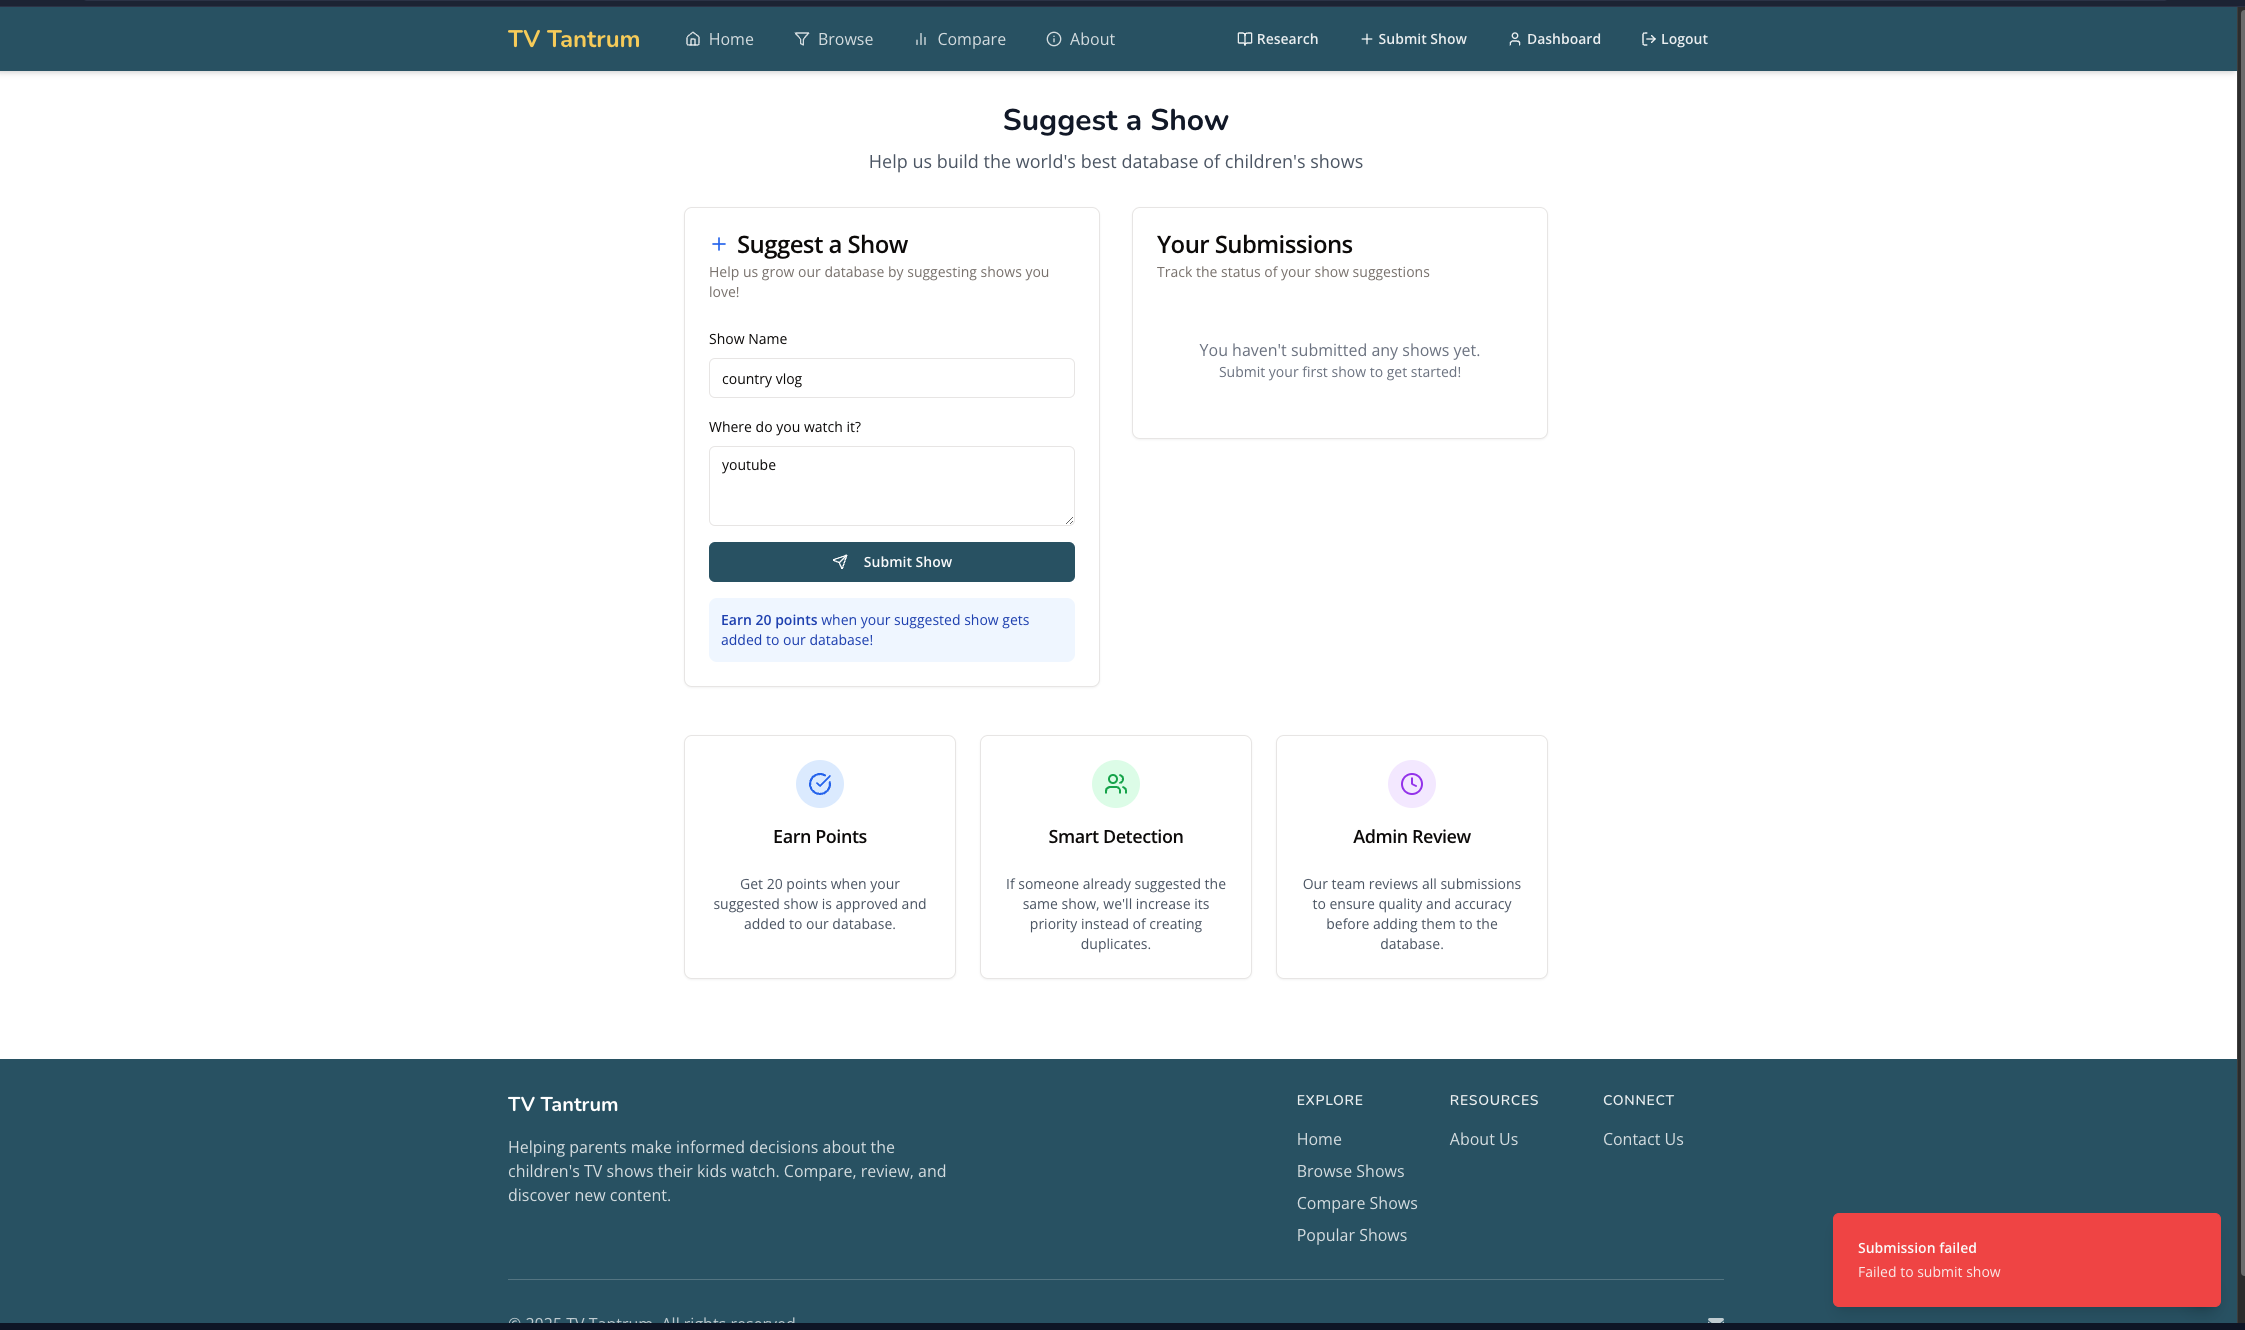 TV Tantrum
Home
Browse
Compare
About
Research
Submit Show
Dashboard
Logout
Suggest a Show
Help us build the world's best database of children's shows
Suggest a Show
Help us grow our database by suggesting shows you
love!
Show Name
country vlog
Where do you watch it?
youtube
Submit Show
Earn 20 points when your suggested show gets
added to our database!
Your Submissions
Track the status of your show suggestions
You haven't submitted any shows yet.
Submit your first show to get started!
Earn Points
Get 20 points when your
suggested show is approved and
added to our database.
Smart Detection
If someone already suggested the
same show, we'll increase its
priority instead of creating
duplicates.
Admin Review
Our team reviews all submissions
to ensure quality and accuracy
before adding them to the
database.
TV Tantrum
Helping parents make informed decisions about the
children's TV shows their kids watch. Compare, review, and
discover new content.
EXPLORE
Home
Browse Shows
Compare Shows
Popular Shows
RESOURCES
About Us
CONNECT
Contact Us
© 2025 TV Tantrum. All rights reserved.
Submission failed
Failed to submit show